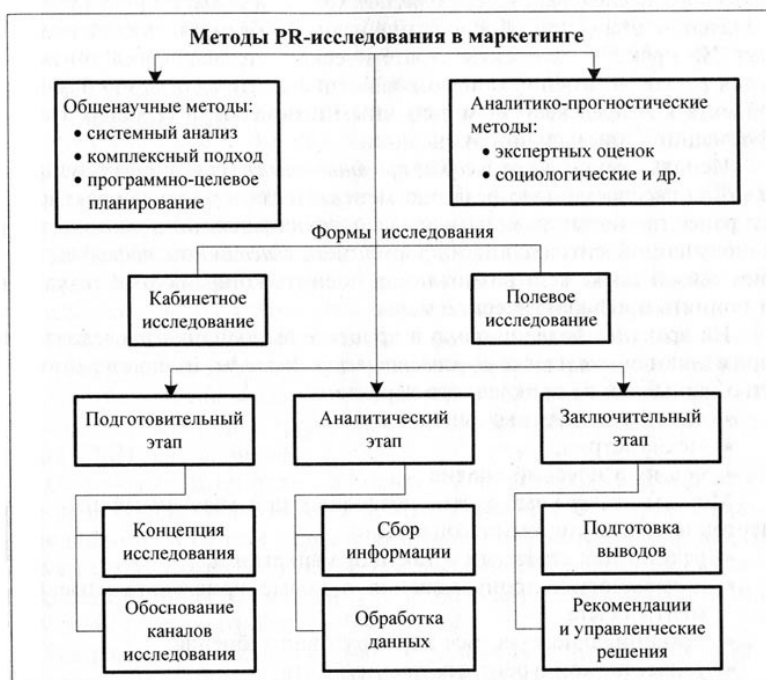 Методы PR-исследования в маркетинге
Общенаучные методы:
• системный анализ
• комплексный подход
• программно-целевое
планирование
Аналитико-прогностические
методы:
• экспертных оценок
• социологические и др.
Формы исследования
Кабинетное
исследование
Полевое
исследование
Подготовительный
этап
Аналитический
этап
Заключительный
этап
Концепция
исследования
Сбор
информации
Подготовка
выводов
Обоснование
каналов
исследования
Обработка
данных
Рекомендации
и управленческие
решения